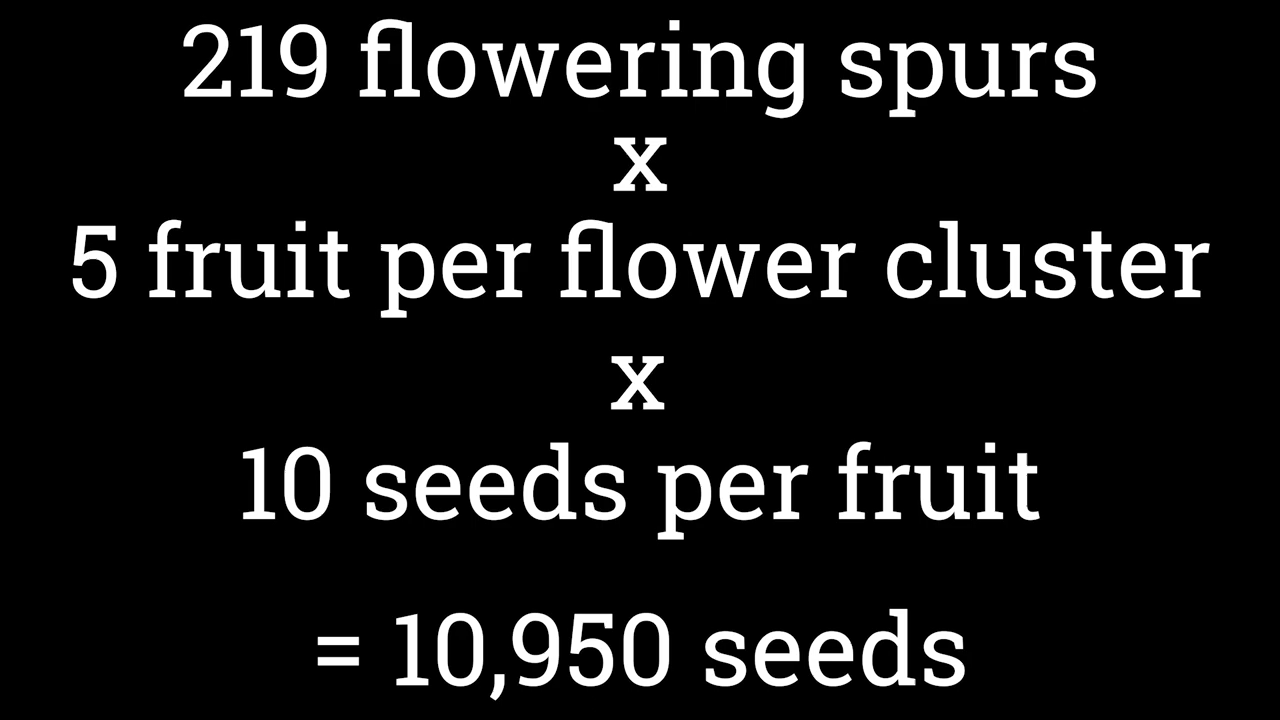 219 flowering spurs
x
5 fruit per flower cluster
x
10 seeds per fruit
= 10,950 seeds